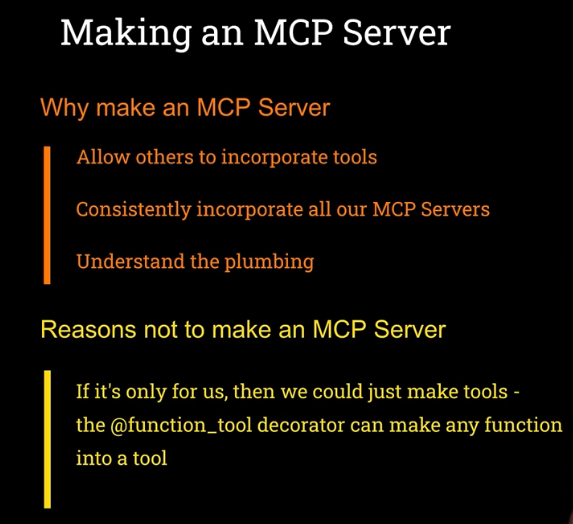 Making an MCP Server
Why make an MCP Server
Allow others to incorporate tools
Consistently incorporate all our MCP Servers
Understand the plumbing
Reasons not to make an MCP Server
If it's only for us, then we could just make tools -
the @function_tool decorator can make any function
into a tool